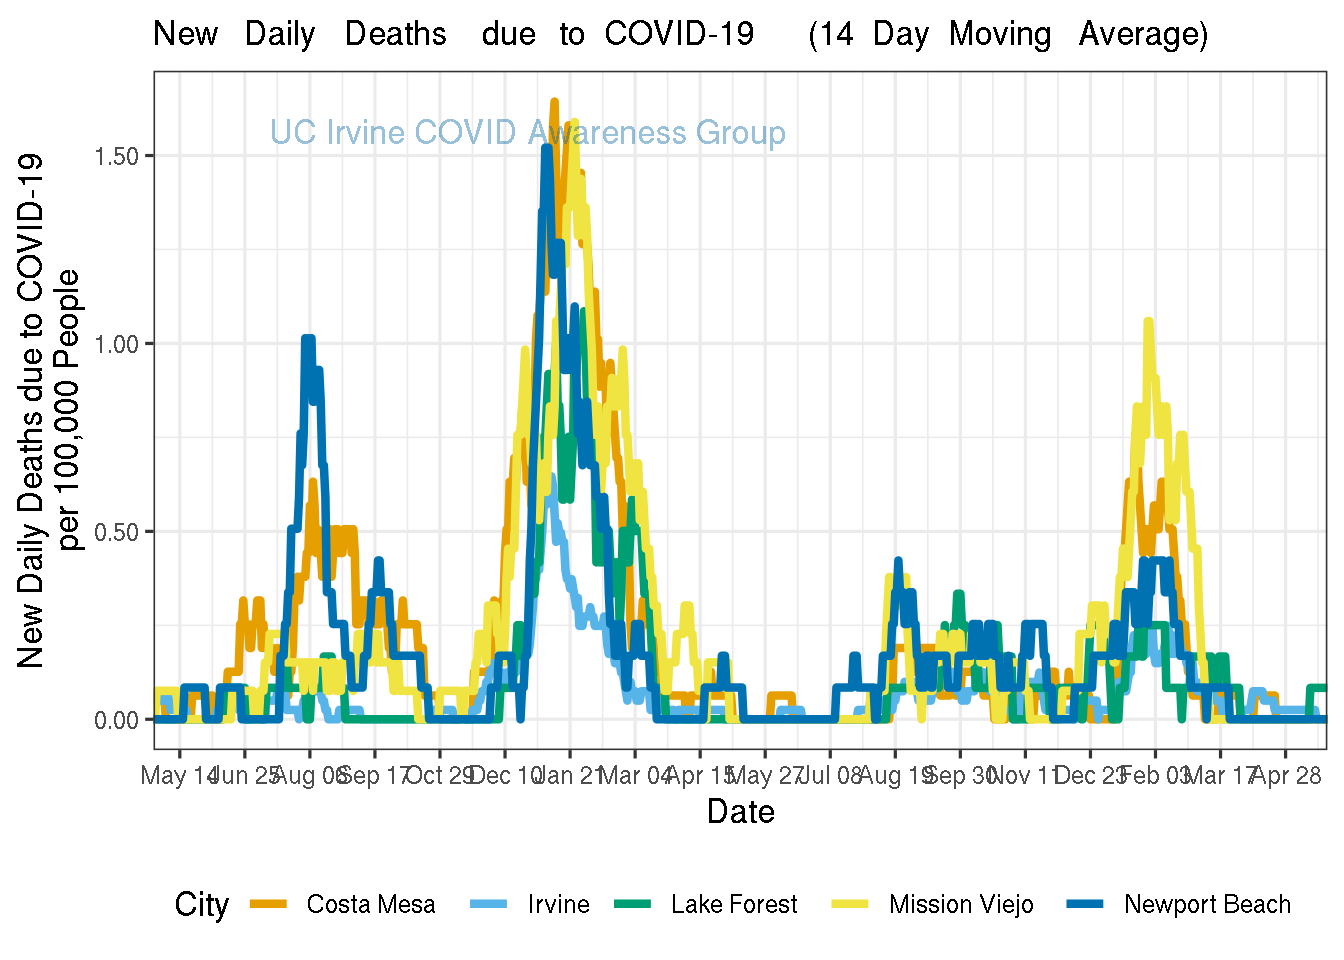 New Daily Deaths due to COVID-19 (14 Day Moving Average)
UC Irvine COVID Awareness Group
New Daily Deaths due to COVID-19
per 100,000 People
1.50
1.00
0.50
0.00
May 14 Jun 25 Aug 06 Sep 17 Oct 29 Dec 10 Jan 21 Mar 04 Apr 15 May 27 Jul 08 Aug 19 Sep 30 Nov 11 Dec 23 Feb 03 Mar 17 Apr 28
Date
City Costa Mesa Irvine Lake Forest Mission Viejo Newport Beach